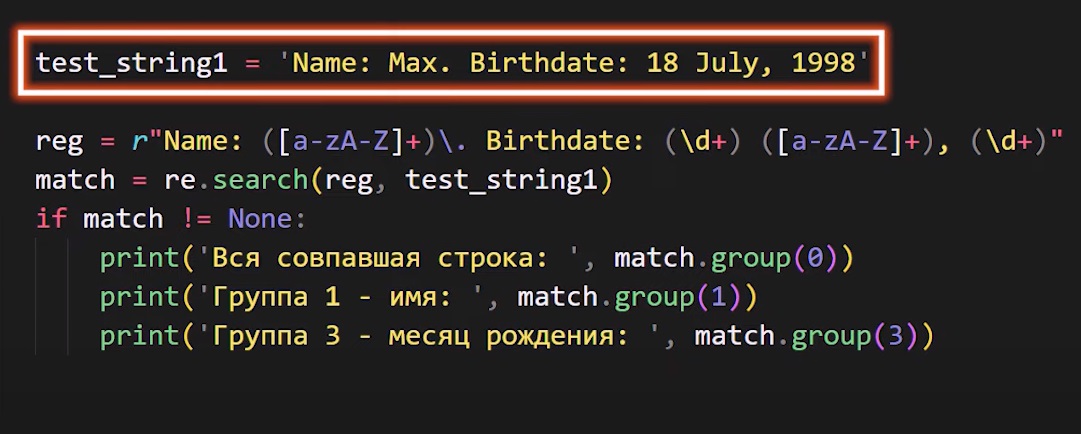 test_string1 = 'Name: Max. Birthdate: 18 July, 1998'
reg = r"Name: ([a-zA-Z]+)\. Birthdate: (\d+) ([a-zA-Z]+), (\d+)"
match = re.search(reg, test_string1)
if match != None:
    print('Вся совпавшая строка: ', match.group(0))
    print('Группа 1 - имя: ', match.group(1))
    print('Группа 3 - месяц рождения: ', match.group(3))